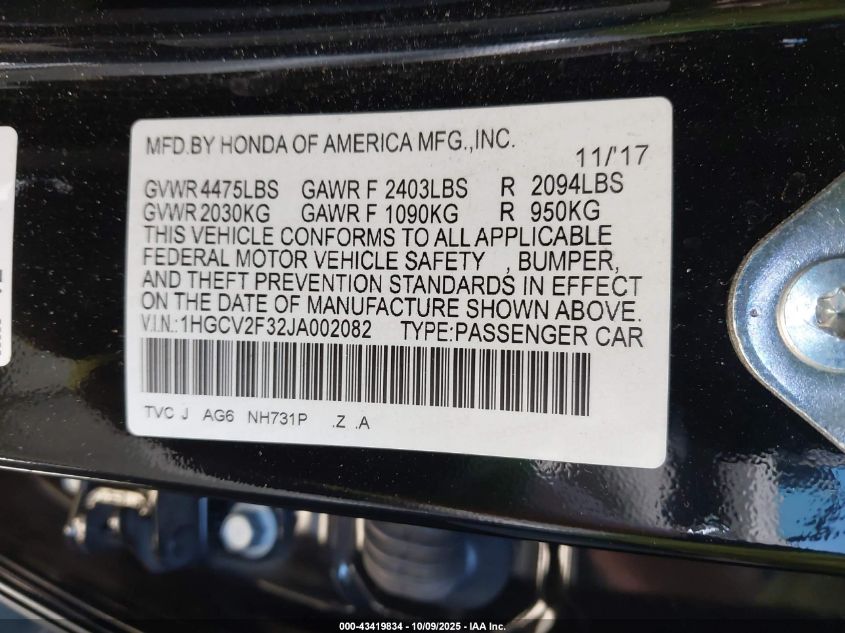 MFD.BY HONDA OF AMERICA MFG.,INC.
11/'17
GVWR 4475LBS GAWR F 2403LBS R 2094LBS
GVWR 2030KG GAWR F 1090KG R 950KG
THIS VEHICLE CONFORMS TO ALL APPLICABLE
FEDERAL MOTOR VEHICLE SAFETY , BUMPER,
AND THEFT PREVENTION STANDARDS IN EFFECT
ON THE DATE OF MANUFACTURE SHOWN ABOVE.
V.I.N.:1HGCV2F32JA002082 TYPE:PASSENGER CAR
TVC J AG6 NH731P .Z .A
000-43419834 - 10/09/2025 - IAA Inc.